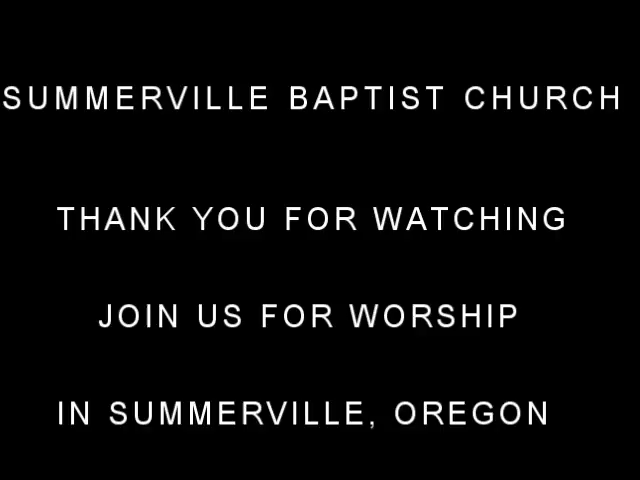 SUMMERVILLE BAPTIST CHURCH
THANK YOU FOR WATCHING
JOIN US FOR WORSHIP
IN SUMMERVILLE, OREGON